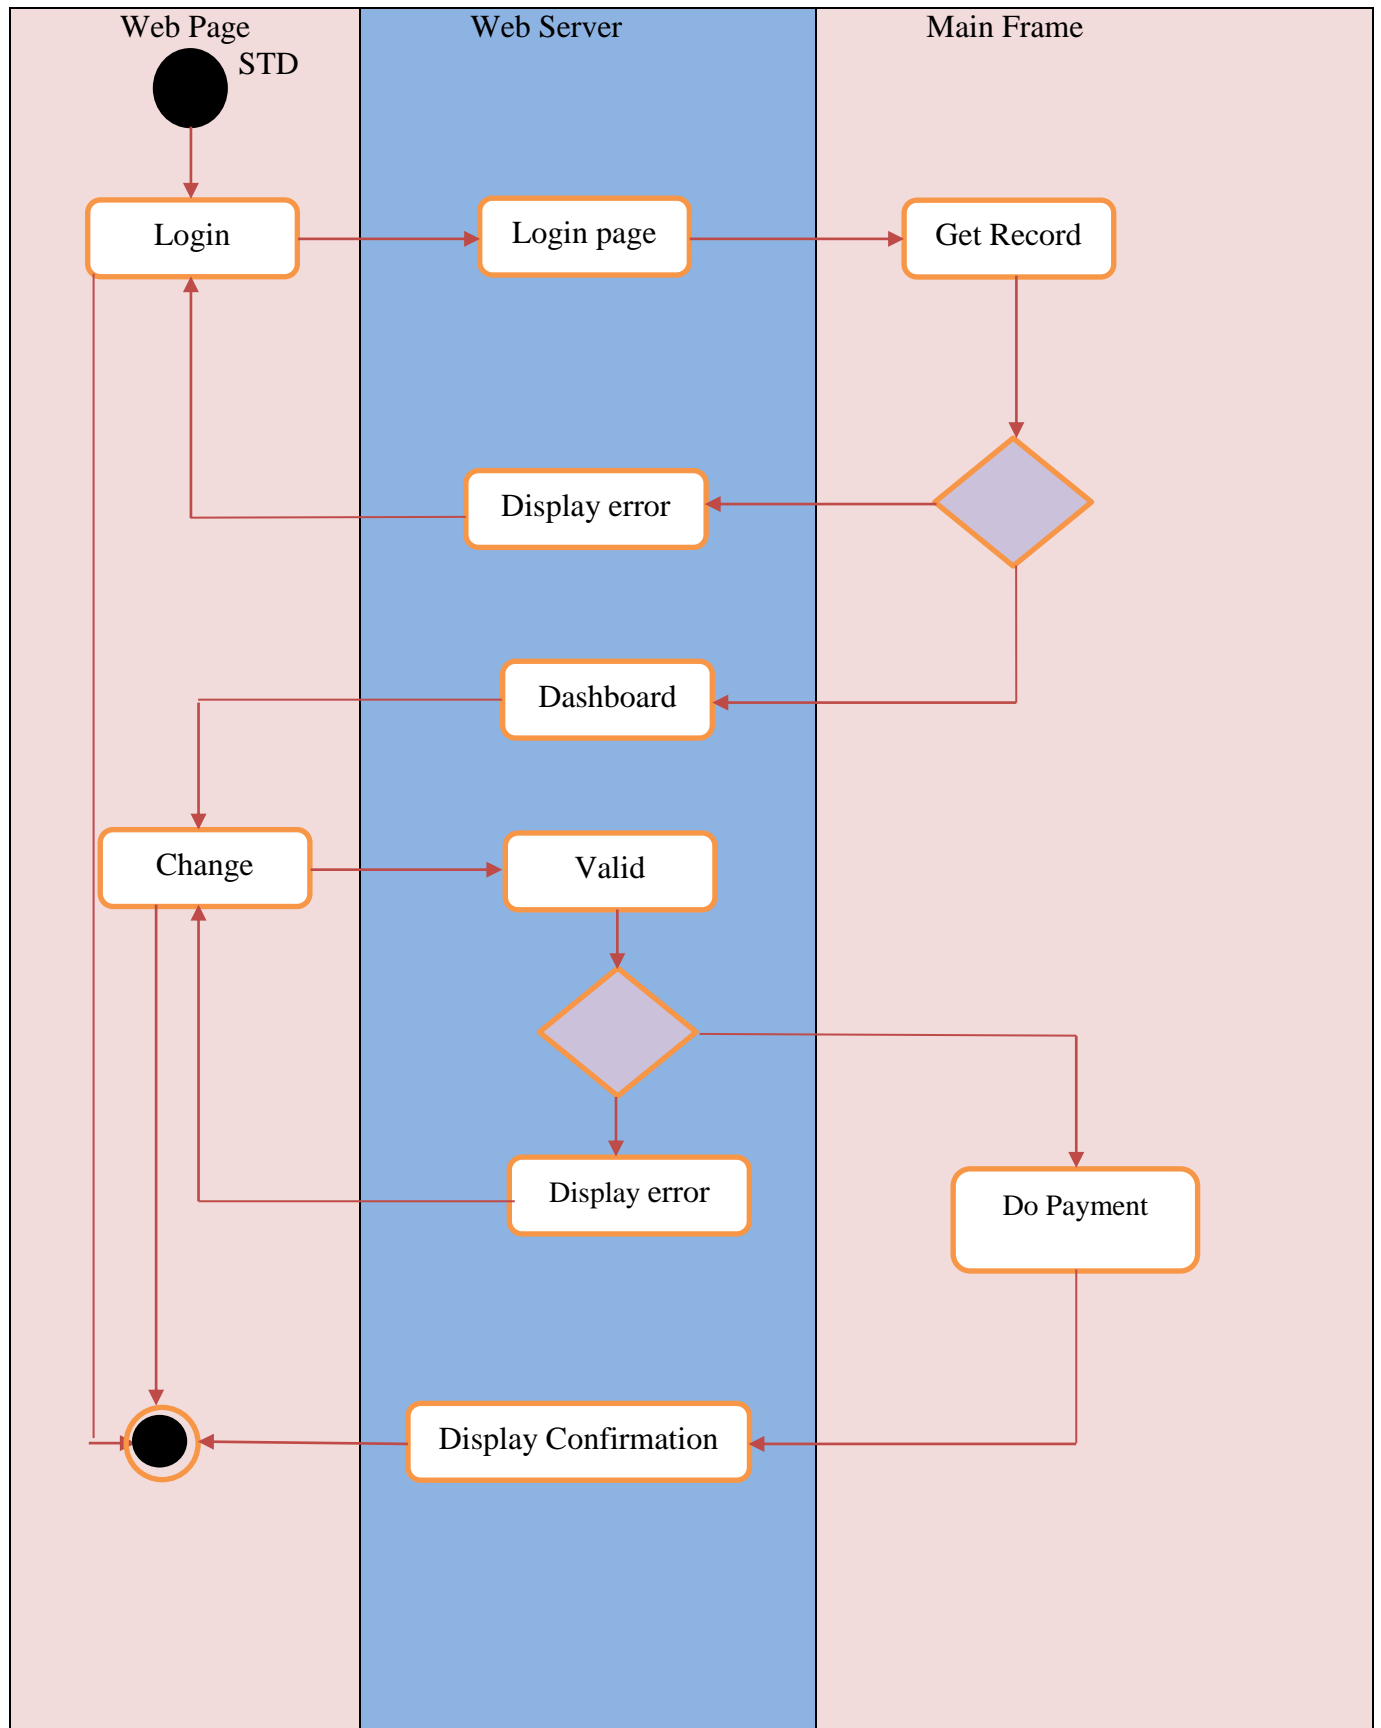 Web Page
Web Server
Main Frame
STD
Login
Login page
Get Record
Display error
Dashboard
Change
Valid
Display error
Do Payment
Display Confirmation